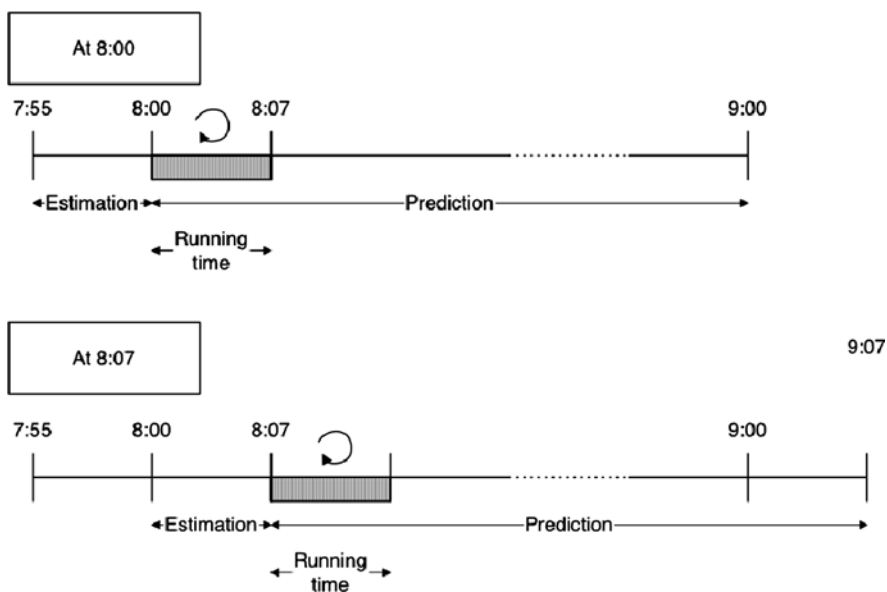 At 8:00
7:55 8:00 8:07 9:00
Estimation Prediction
Running
time
At 8:07
9:07
7:55 8:00 8:07 9:00
Estimation Prediction
Running
time